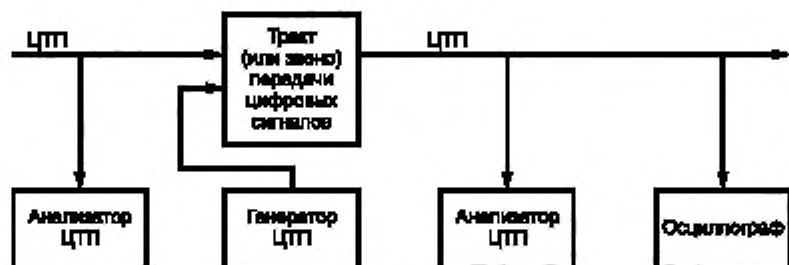 ЦТП
Тракт
(или звено)
передачи
цифровых
сигналов
ЦТП
Анализатор
ЦТП
Генератор
ЦТП
Анализатор
ЦТП
Осциллограф